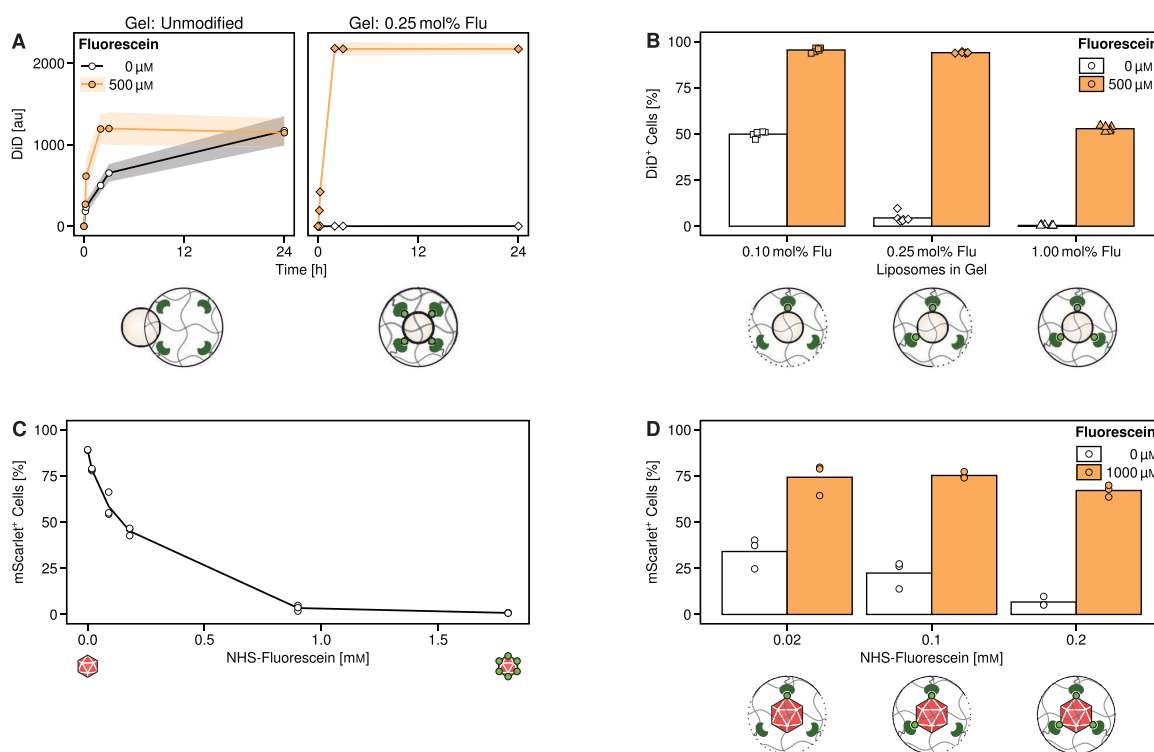 A
Gel: Unmodified
Gel: 0.25 mol% Flu
Fluorescein
0 µM
500 µM
DiD [au]
2000
1000
0
0
12
24
0
12
24
Time [h]
B
Fluorescein
0 µM
500 µM
DiD⁺ Cells [%]
100
75
50
25
0
0.10 mol% Flu
0.25 mol% Flu
1.00 mol% Flu
Liposomes in Gel
C
mScarlet⁺ Cells [%]
100
75
50
25
0
0.0
0.5
1.0
1.5
NHS-Fluorescein [mM]
D
Fluorescein
0 µM
1000 µM
mScarlet⁺ Cells [%]
100
75
50
25
0
0.02
0.1
0.2
NHS-Fluorescein [mM]